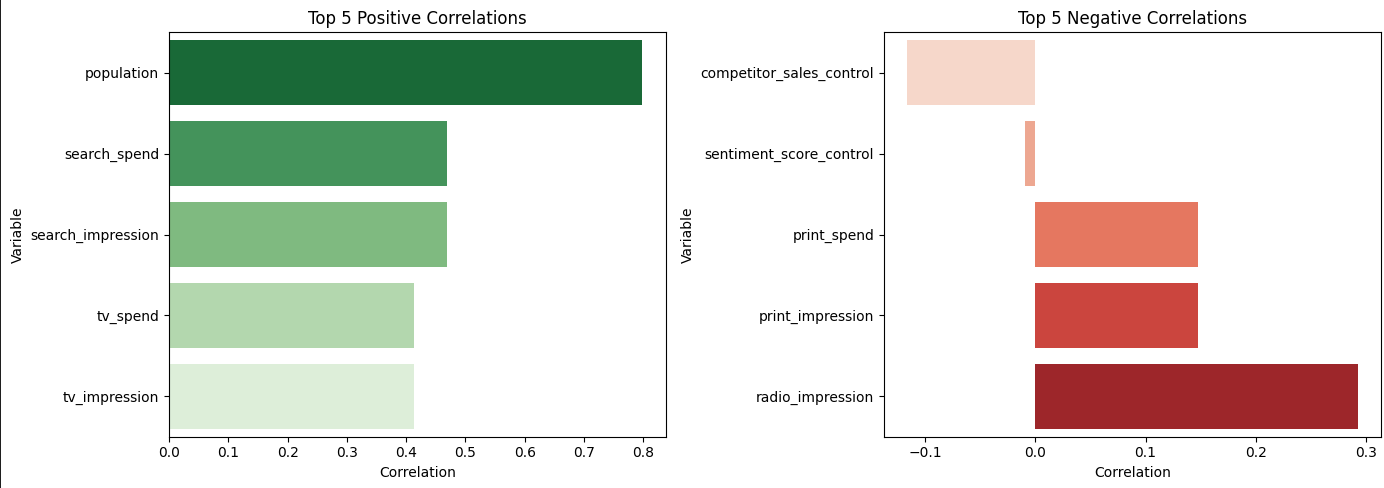 Top 5 Positive Correlations
Variable
population
search_spend
search_impression
tv_spend
tv_impression
0.0 0.1 0.2 0.3 0.4 0.5 0.6 0.7 0.8
Correlation
Top 5 Negative Correlations
Variable
competitor_sales_control
sentiment_score_control
print_spend
print_impression
radio_impression
−0.1 0.0 0.1 0.2 0.3
Correlation